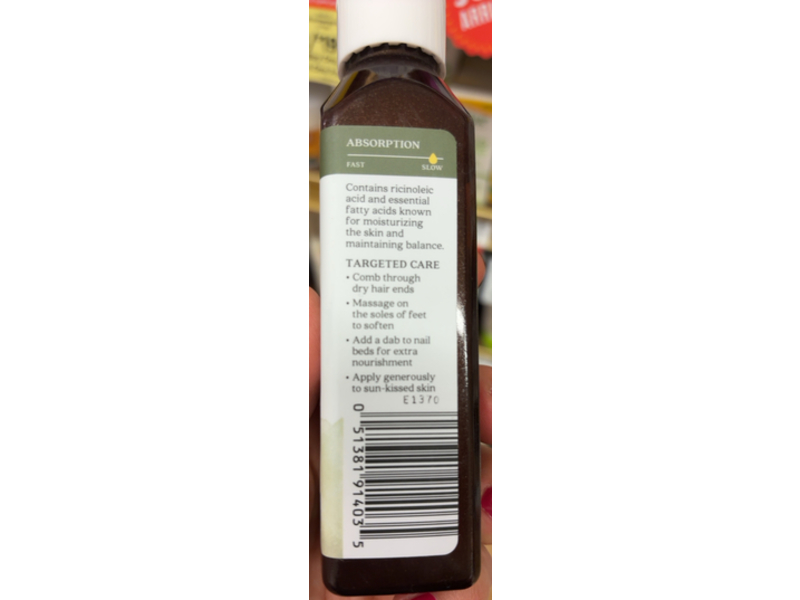 ABSORPTION
FAST SLOW
Contains ricinoleic
acid and essential
fatty acids known
for moisturizing
the skin and
maintaining balance.
TARGETED CARE
• Comb through
dry hair ends
• Massage on
the soles of feet
to soften
• Add a dab to nail
beds for extra
nourishment
• Apply generously
to sun-kissed skin
E1370
0 51381 91403 5